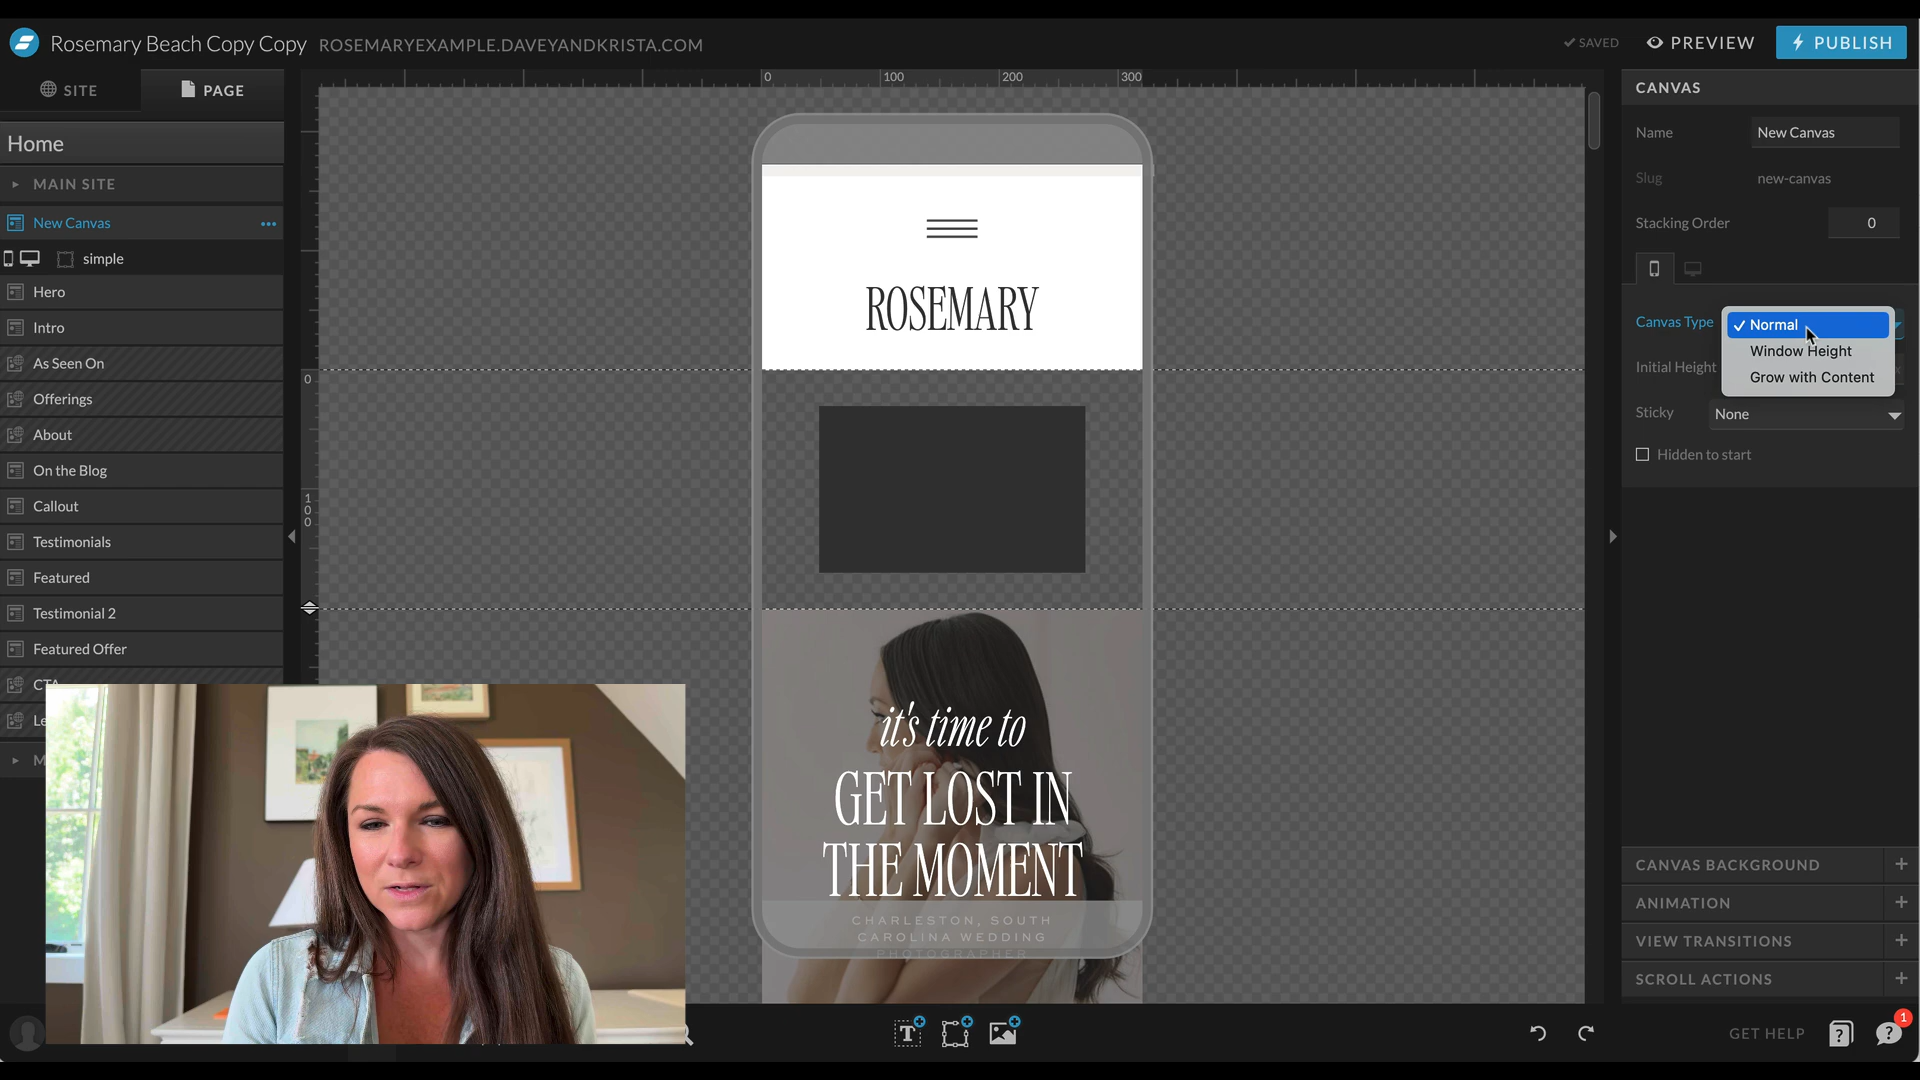 Rosemary Beach Copy Copy
ROSEMARYEXAMPLE.DAVEYANDKRISTA.COM
SAVED
PREVIEW
PUBLISH
SITE
PAGE
Home
MAIN SITE
New Canvas
simple
Hero
Intro
As Seen On
Offerings
About
On the Blog
Callout
Testimonials
Featured
Testimonial 2
Featured Offer
CTA
Le
M
0
100
200
300
0
100
ROSEMARY
it's time to
GET LOST IN
THE MOMENT
CHARLESTON, SOUTH
CAROLINA WEDDING
PHOTOGRAPHER
CANVAS
Name
New Canvas
Slug
new-canvas
Stacking Order
0
Canvas Type
Normal
Window Height
Grow with Content
Initial Height
Sticky
None
Hidden to start
CANVAS BACKGROUND
ANIMATION
VIEW TRANSITIONS
SCROLL ACTIONS
GET HELP
1